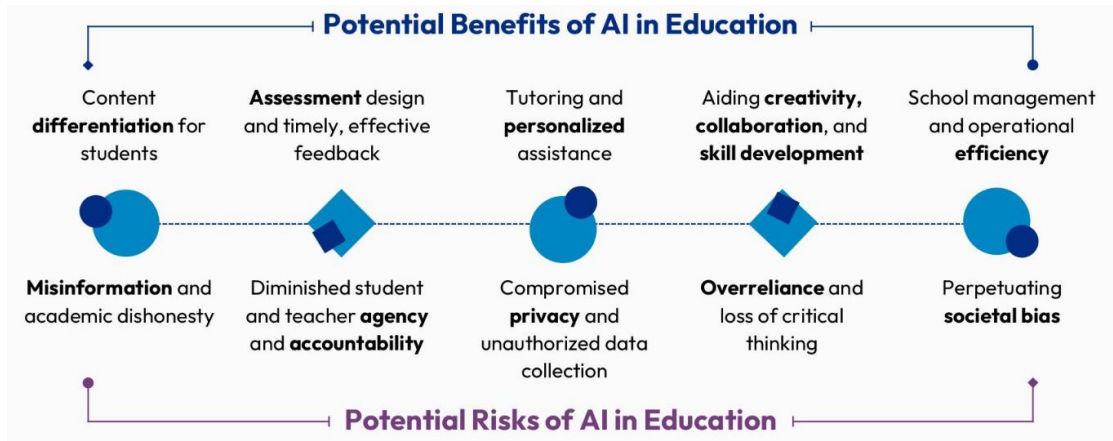 Potential Benefits of AI in Education
Content
differentiation for
students
Assessment design
and timely, effective
feedback
Tutoring and
personalized
assistance
Aiding creativity,
collaboration, and
skill development
School management
and operational
efficiency
Misinformation and
academic dishonesty
Diminished student
and teacher agency
and accountability
Compromised
privacy and
unauthorized data
collection
Overreliance and
loss of critical
thinking
Perpetuating
societal bias
Potential Risks of AI in Education